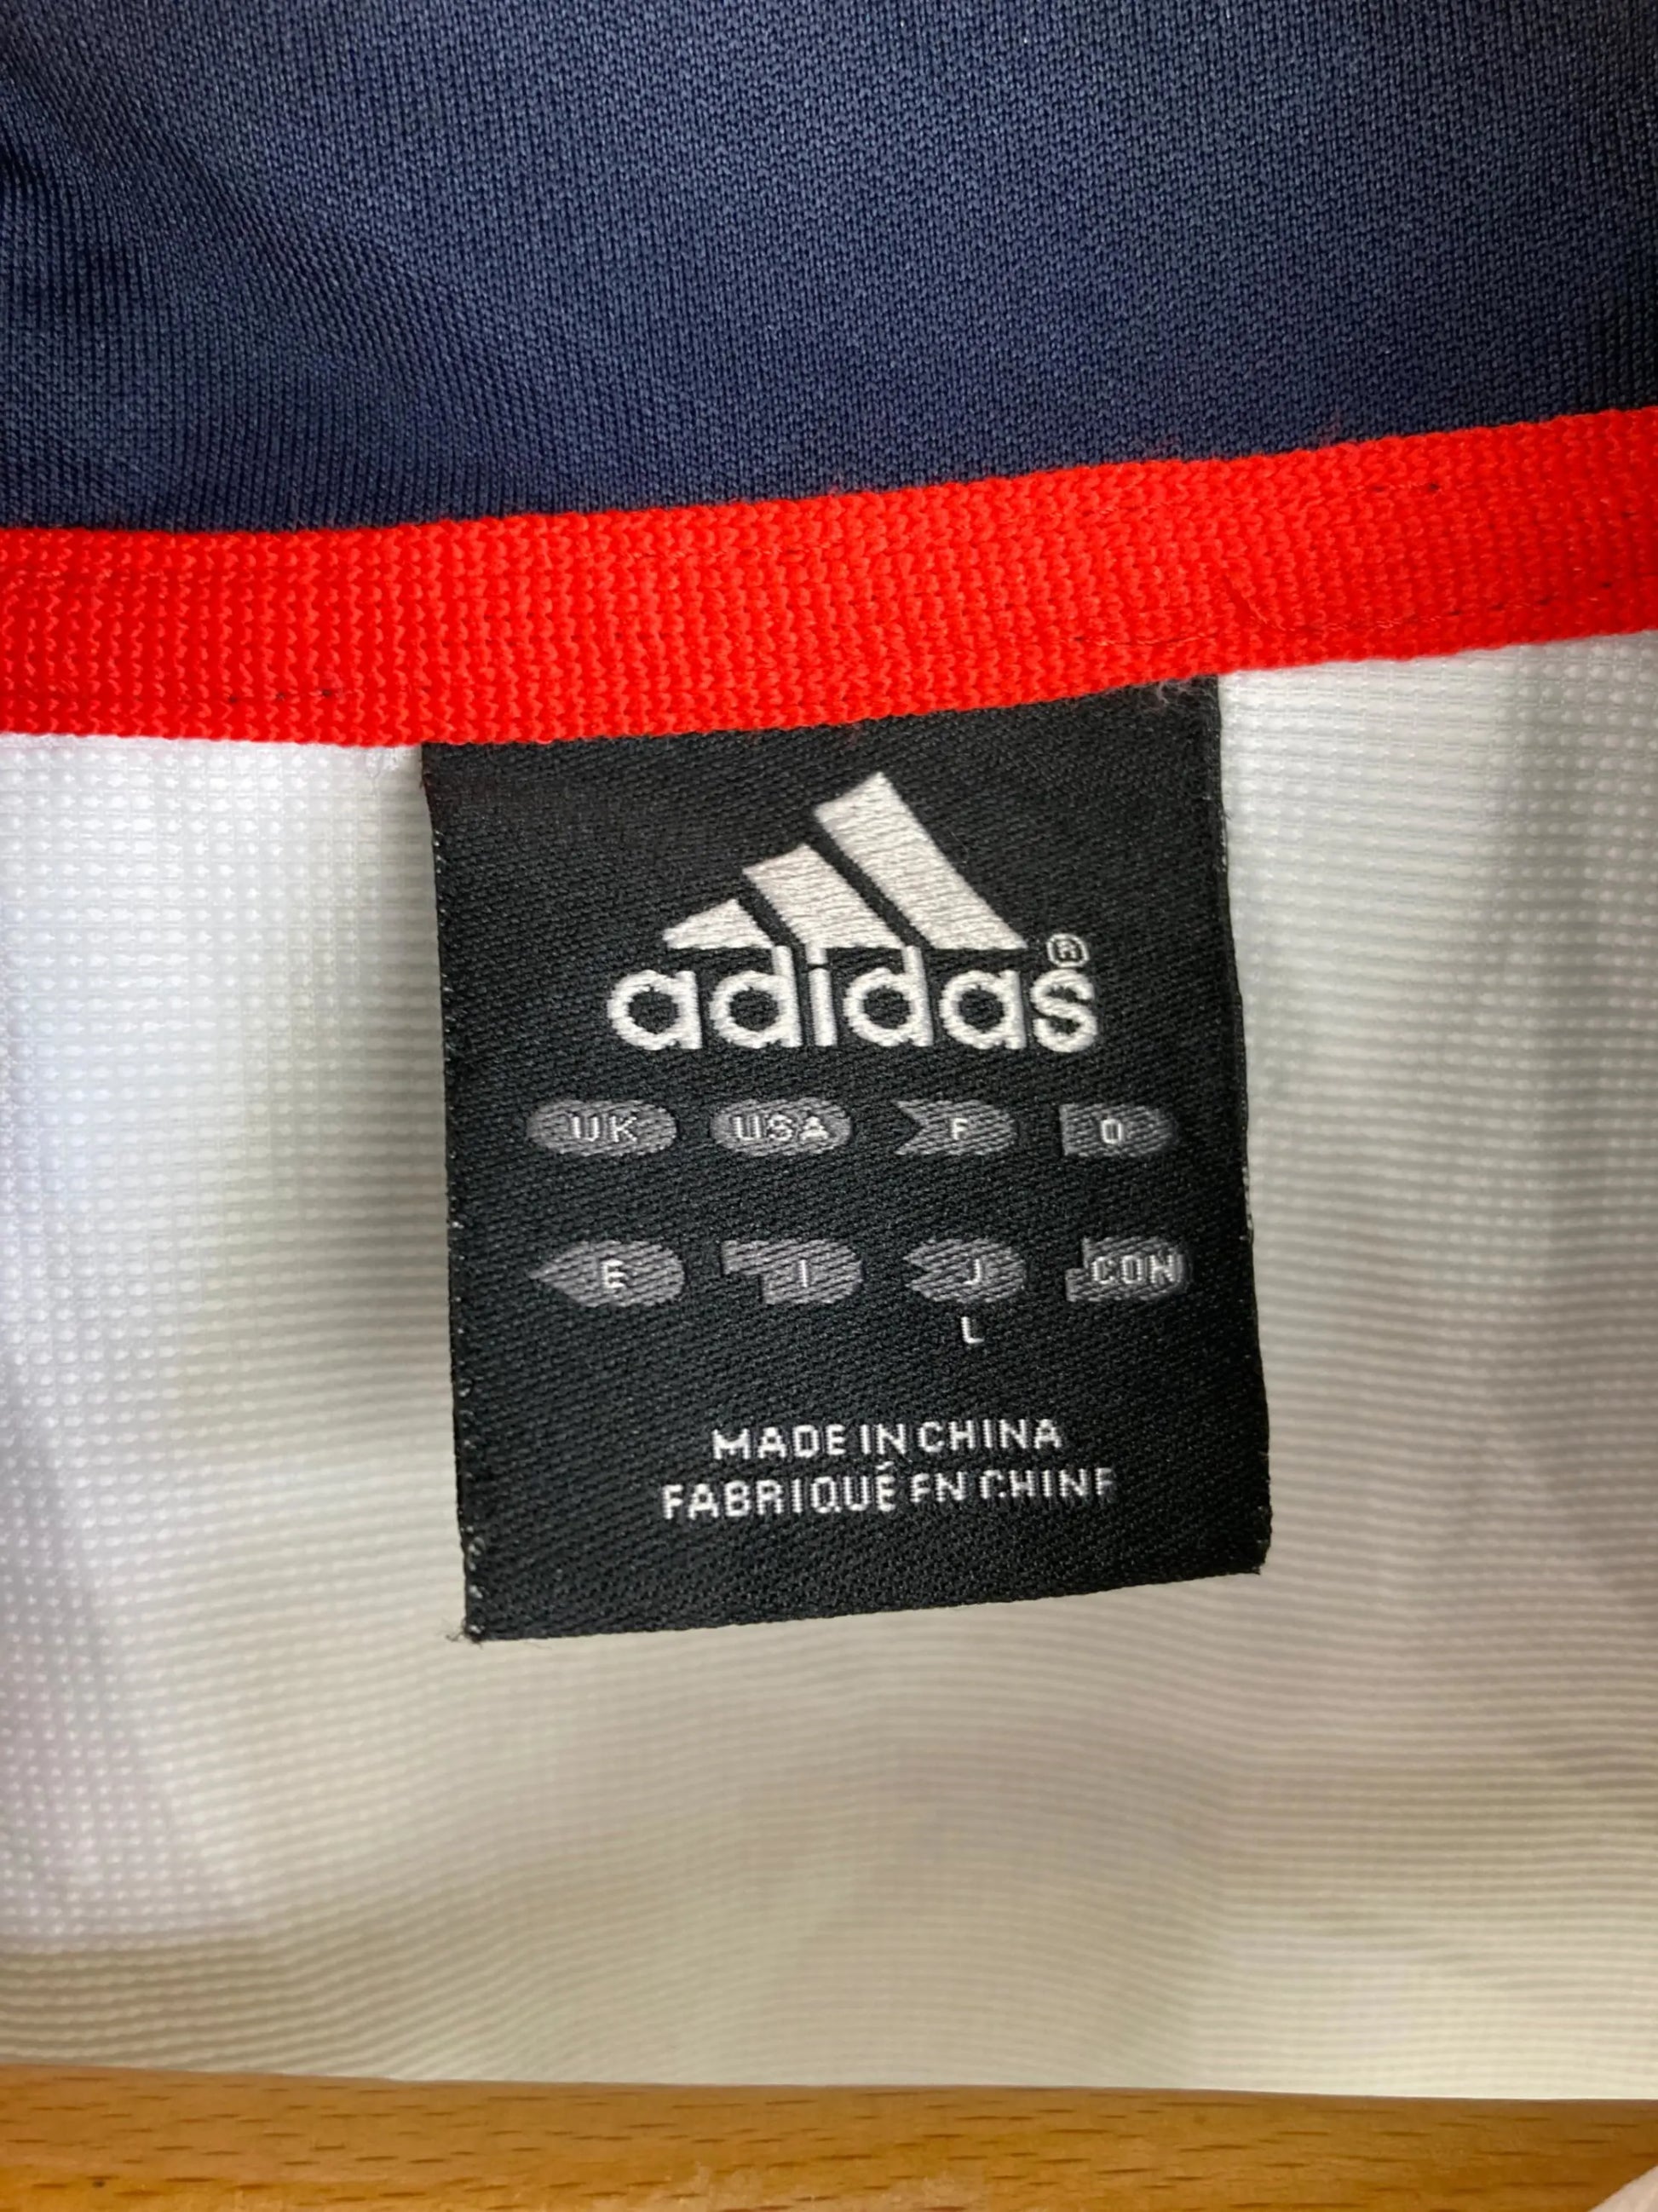 adidas®
UK USA F D
E I J CON
L
MADE IN CHINA
FABRIQUÉ EN CHINE